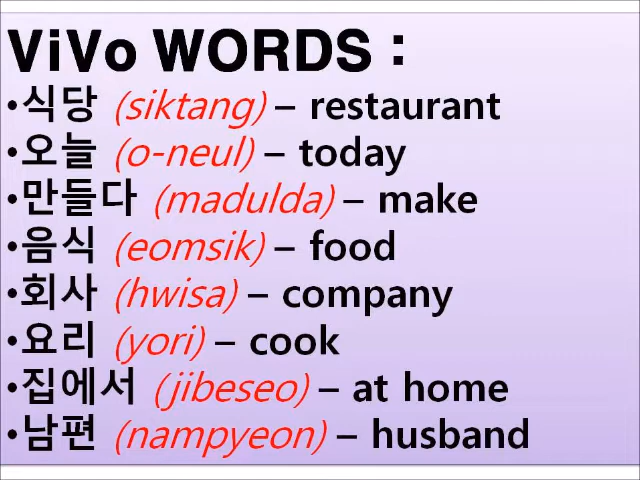 ViVo WORDS :
•식당 (siktang) – restaurant
•오늘 (o-neul) – today
•만들다 (madulda) – make
•음식 (eomsik) – food
•회사 (hwisa) – company
•요리 (yori) – cook
•집에서 (jibeseo) – at home
•남편 (nampyeon) – husband